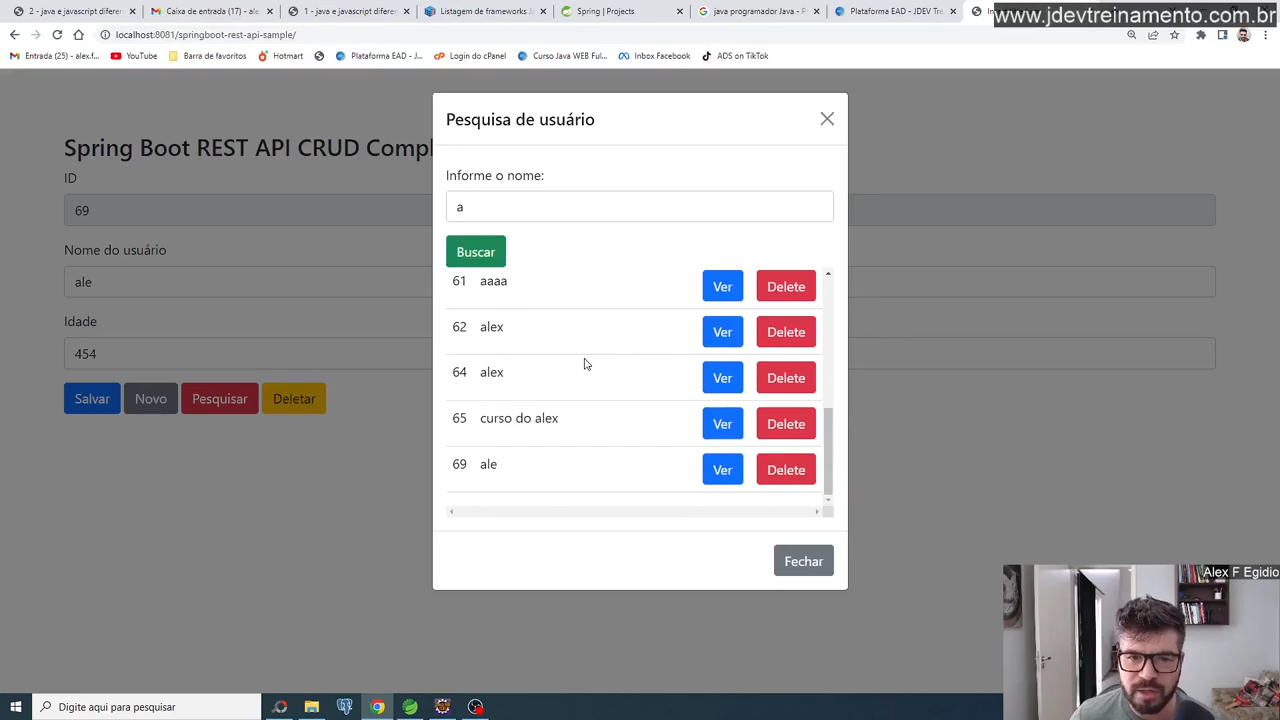 2 - java e javascript diferen
Caixa de entrada (17) - ale
1 - java e javascript diferen
Listagem de frameworks J
Spring | Projects
java programador Java - P
Plataforma EAD - JDEV Tr
www.jdevtreinamento.com.br
localhost:8081/springboot-rest-api-sample/
Entrada (25) - alex.f...
YouTube
Barra de favoritos
Hotmart
Plataforma EAD - J...
Login do cPanel
Curso Java WEB Ful...
Inbox Facebook
ADS on TikTok
Spring Boot REST API CRUD Compl
ID
69
Nome do usuário
ale
Idade
454
Salvar
Novo
Pesquisar
Deletar
Pesquisa de usuário
Informe o nome:
a
Buscar
61 aaaa Ver Delete
62 alex Ver Delete
64 alex Ver Delete
65 curso do alex Ver Delete
69 ale Ver Delete
Fechar
Alex F Egidio
Digite aqui para pesquisar